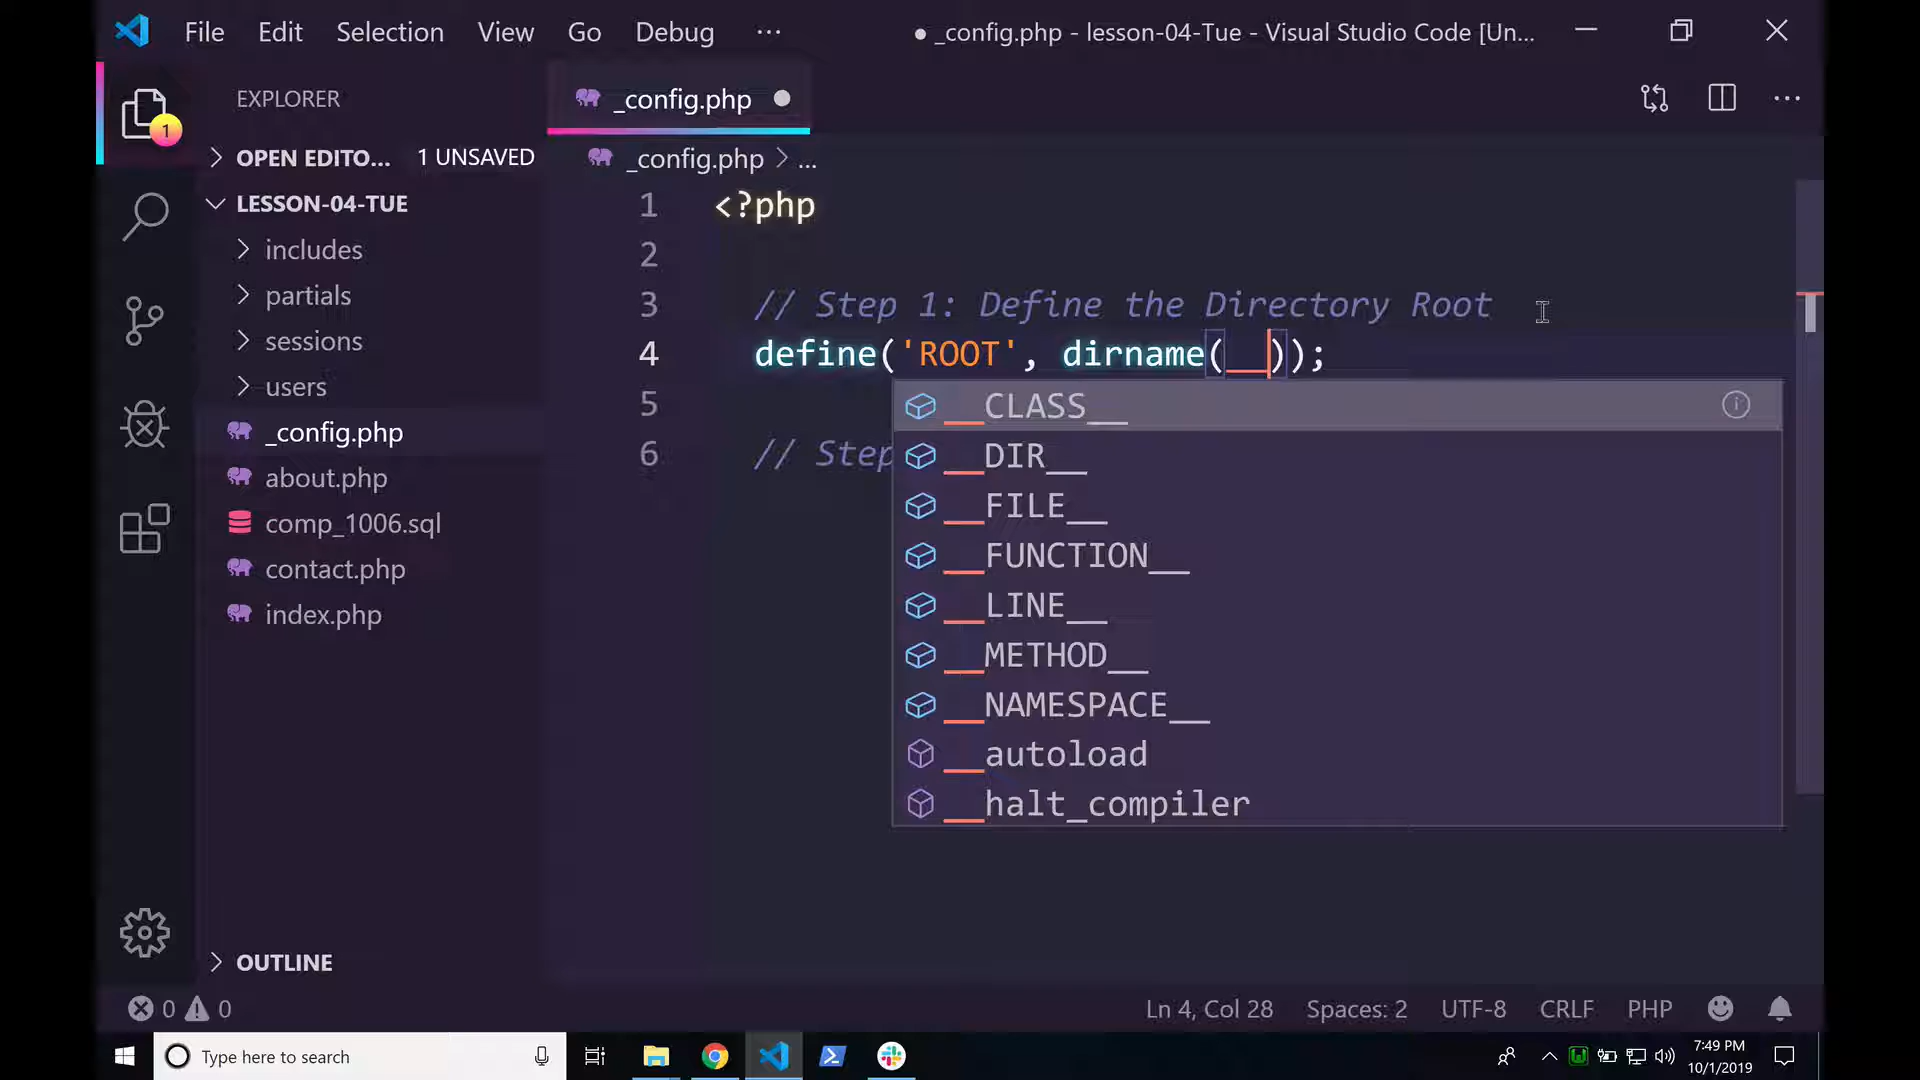 File Edit Selection View Go Debug ··· ● _config.php - lesson-04-Tue - Visual Studio Code [Un...
EXPLORER
_config.php
1
OPEN EDITO... 1 UNSAVED
_config.php > ...
LESSON-04-TUE
includes
partials
sessions
users
_config.php
about.php
comp_1006.sql
contact.php
index.php
OUTLINE
1 <?php
2
3 // Step 1: Define the Directory Root
4 define('ROOT', dirname(__));
5
6 // Step
__CLASS__
__DIR__
__FILE__
__FUNCTION__
__LINE__
__METHOD__
__NAMESPACE__
__autoload
__halt_compiler
0 0 Ln 4, Col 28 Spaces: 2 UTF-8 CRLF PHP
Type here to search
7:49 PM
10/1/2019